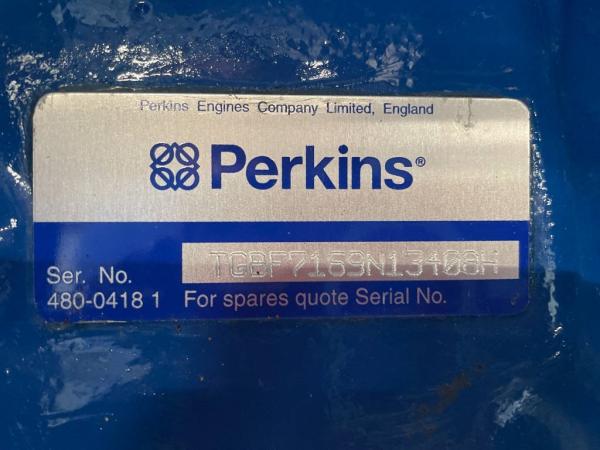 Perkins Engines Company Limited, England
Perkins®
Ser. No. TGBF7169N13408H
480-0418 1 For spares quote Serial No.